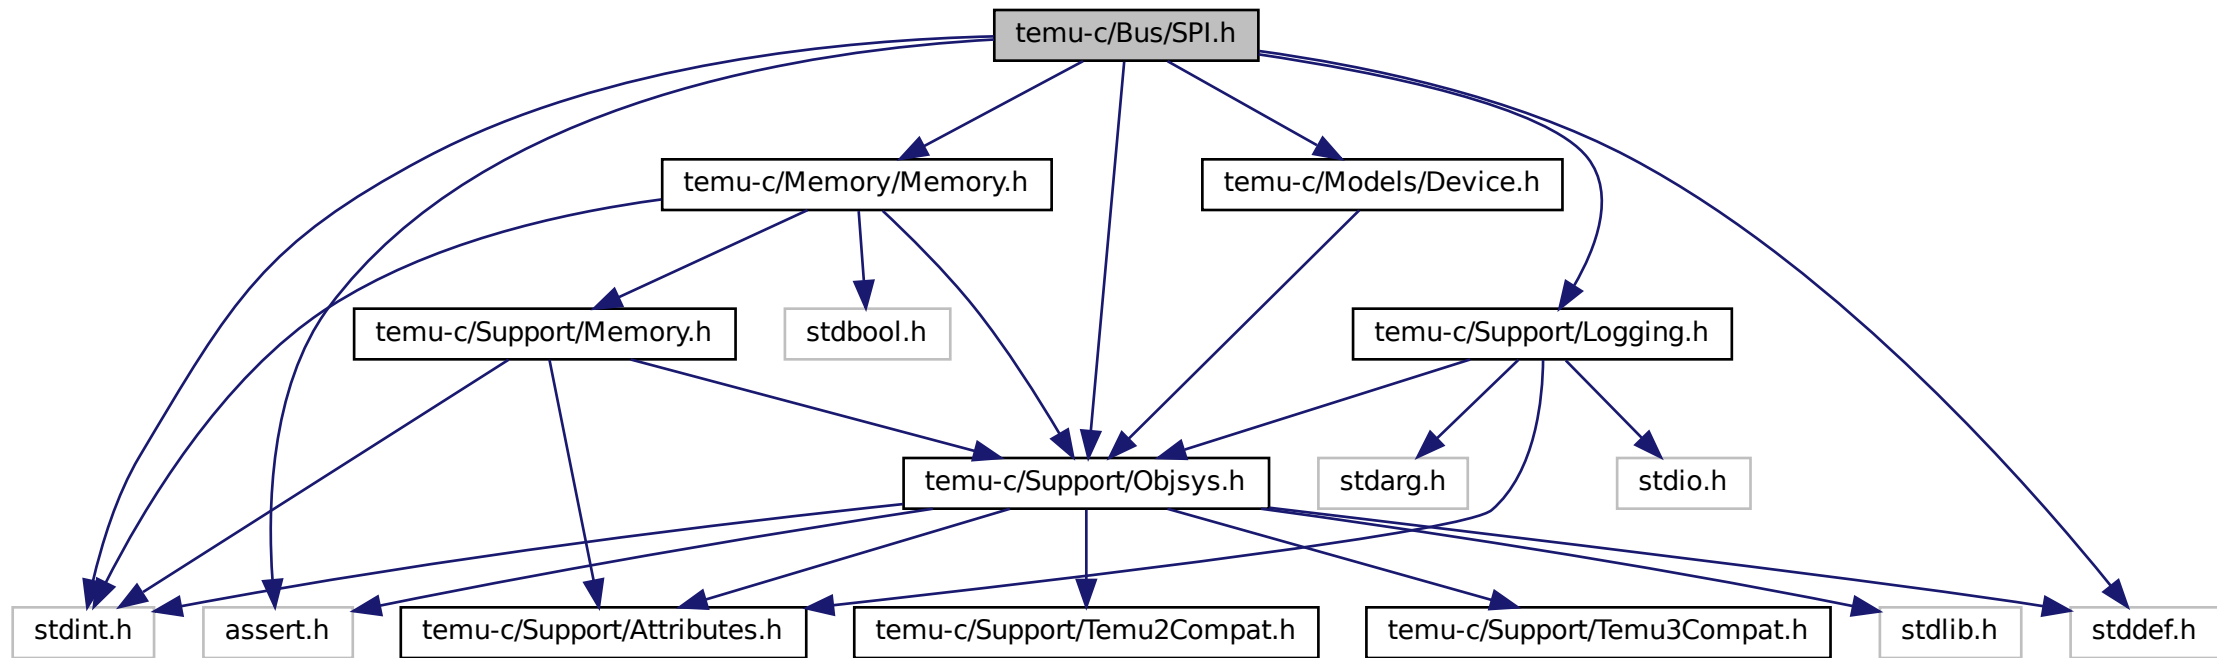 temu-c/Bus/SPI.h
temu-c/Memory/Memory.h
temu-c/Models/Device.h
temu-c/Support/Memory.h
stdbool.h
temu-c/Support/Logging.h
temu-c/Support/Objsys.h
stdarg.h
stdio.h
stdint.h
assert.h
temu-c/Support/Attributes.h
temu-c/Support/Temu2Compat.h
temu-c/Support/Temu3Compat.h
stdlib.h
stddef.h